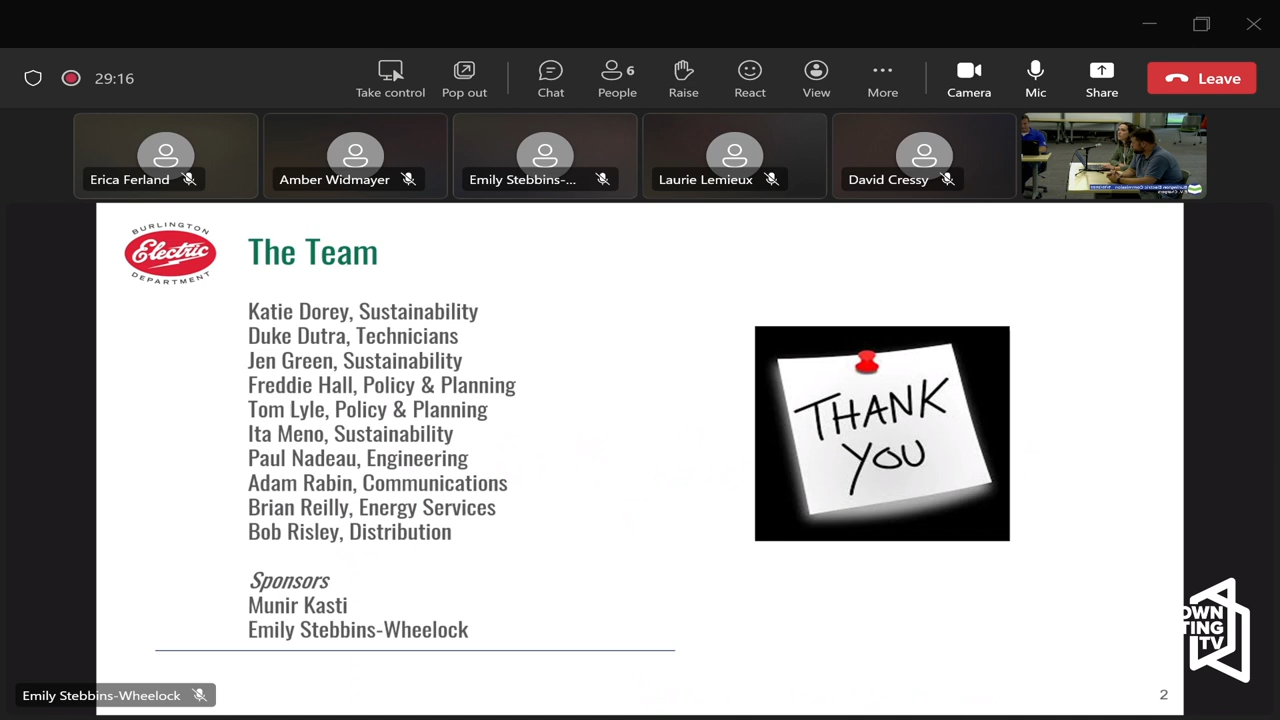 29:16
Take control
Pop out
Chat
6
People
Raise
React
View
More
Camera
Mic
Share
Leave
Erica Ferland
Amber Widmayer
Emily Stebbins-...
Laurie Lemieux
David Cressy
BURLINGTON
Electric
DEPARTMENT
The Team
Katie Dorey, Sustainability
Duke Dutra, Technicians
Jen Green, Sustainability
Freddie Hall, Policy & Planning
Tom Lyle, Policy & Planning
Ita Meno, Sustainability
Paul Nadeau, Engineering
Adam Rabin, Communications
Brian Reilly, Energy Services
Bob Risley, Distribution
THANK
YOU
Sponsors
Munir Kasti
Emily Stebbins-Wheelock
OWN
TING
TV
Emily Stebbins-Wheelock
2